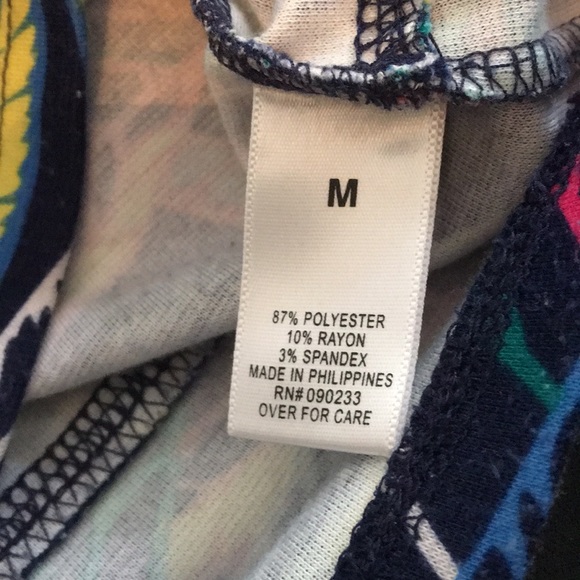 M
87% POLYESTER
10% RAYON
3% SPANDEX
MADE IN PHILIPPINES
RN# 090233
OVER FOR CARE